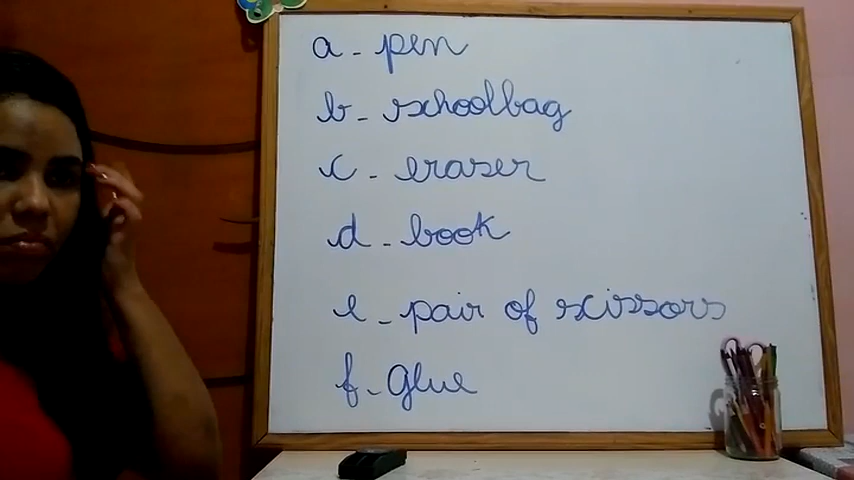 a - pen
b - schoolbag
c - eraser
d - book
e - pair of scissors
f - Glue